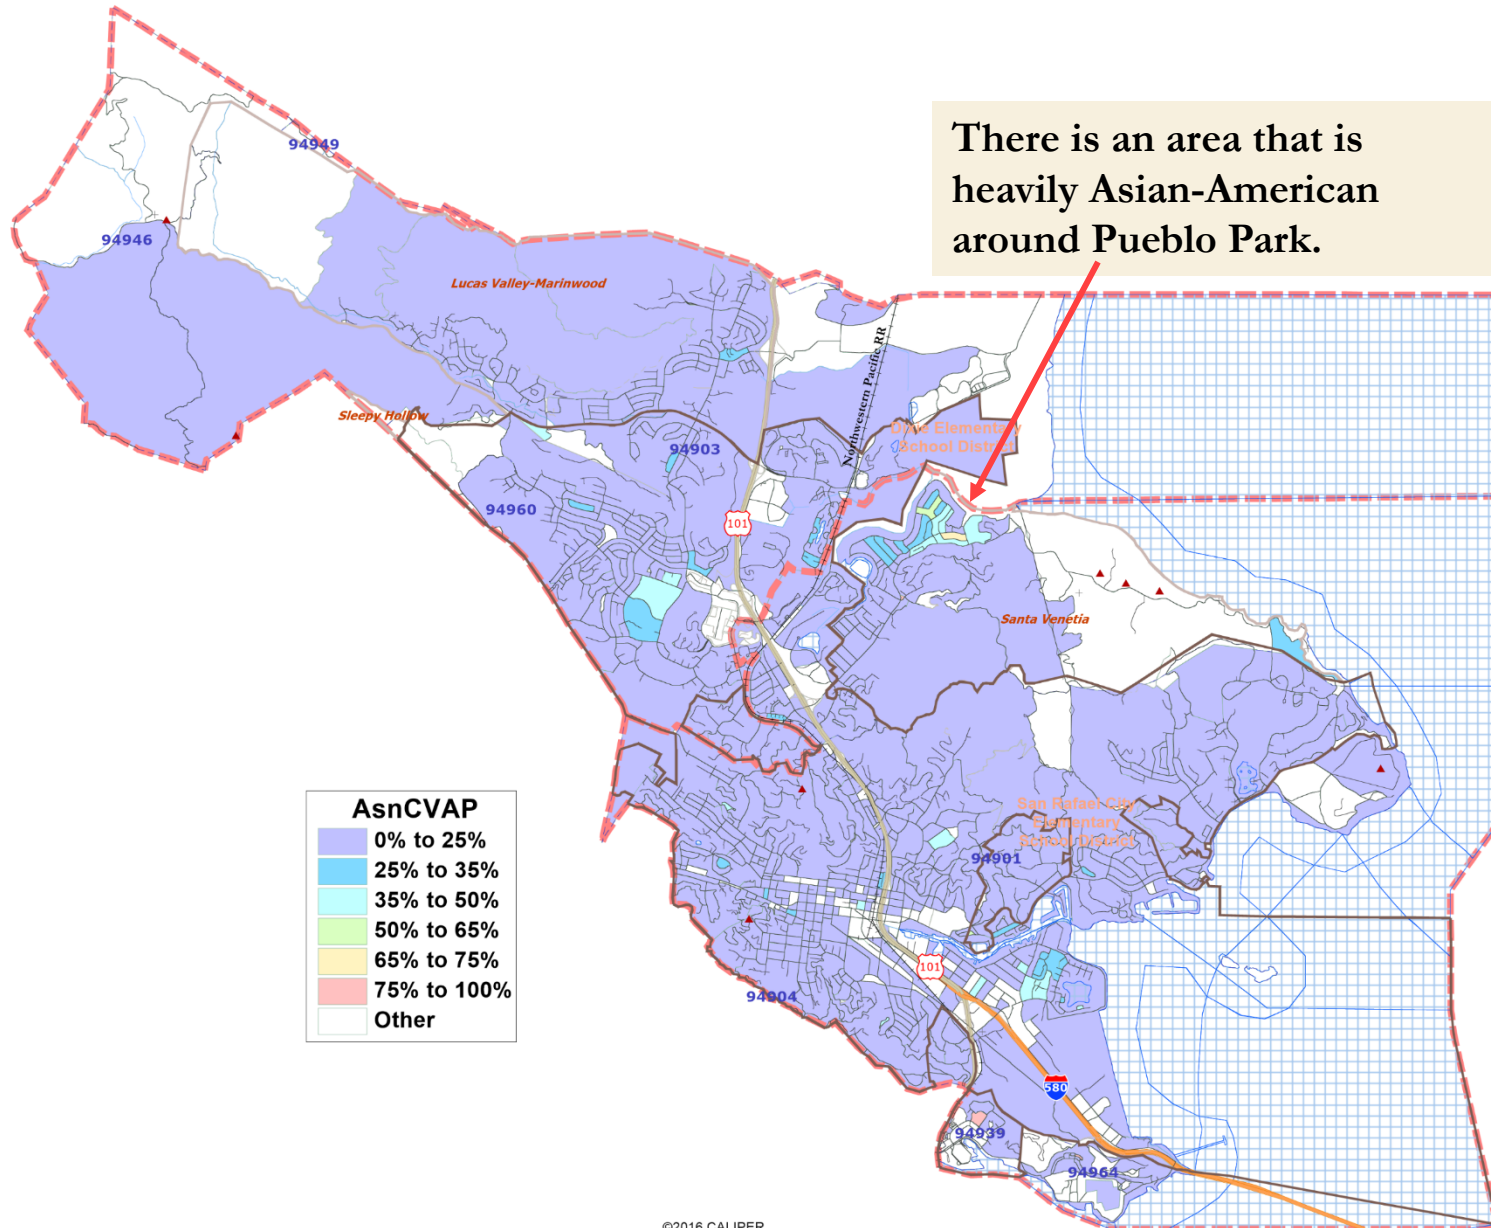 There is an area that is
heavily Asian-American
around Pueblo Park.
94949
94946
Lucas Valley-Marinwood
Northwestern Pacific RR
Sleepy Hollow
Dixie Elementary
School District
94903
94960
101
Santa Venetia
AsnCVAP
0% to 25%
25% to 35%
35% to 50%
50% to 65%
65% to 75%
75% to 100%
Other
San Rafael City
Elementary
School District
94901
101
94904
580
94939
94964
©2016 CALIPER